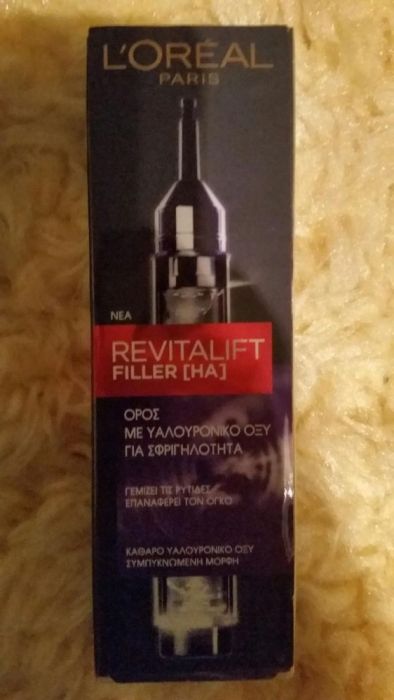 L'ORÉAL
PARIS
ΝΕΑ
REVITALIFT
FILLER [HA]
ΟΡΟΣ
ΜΕ ΥΑΛΟΥΡΟΝΙΚΟ ΟΞΥ
ΓΙΑ ΣΦΡΙΓΗΛΟΤΗΤΑ
ΓΕΜΙΖΕΙ ΤΙΣ ΡΥΤΙΔΕΣ
ΕΠΑΝΑΦΕΡΕΙ ΤΟΝ ΟΓΚΟ
ΚΑΘΑΡΟ ΥΑΛΟΥΡΟΝΙΚΟ ΟΞΥ
ΣΥΜΠΥΚΝΩΜΕΝΗ ΜΟΡΦΗ